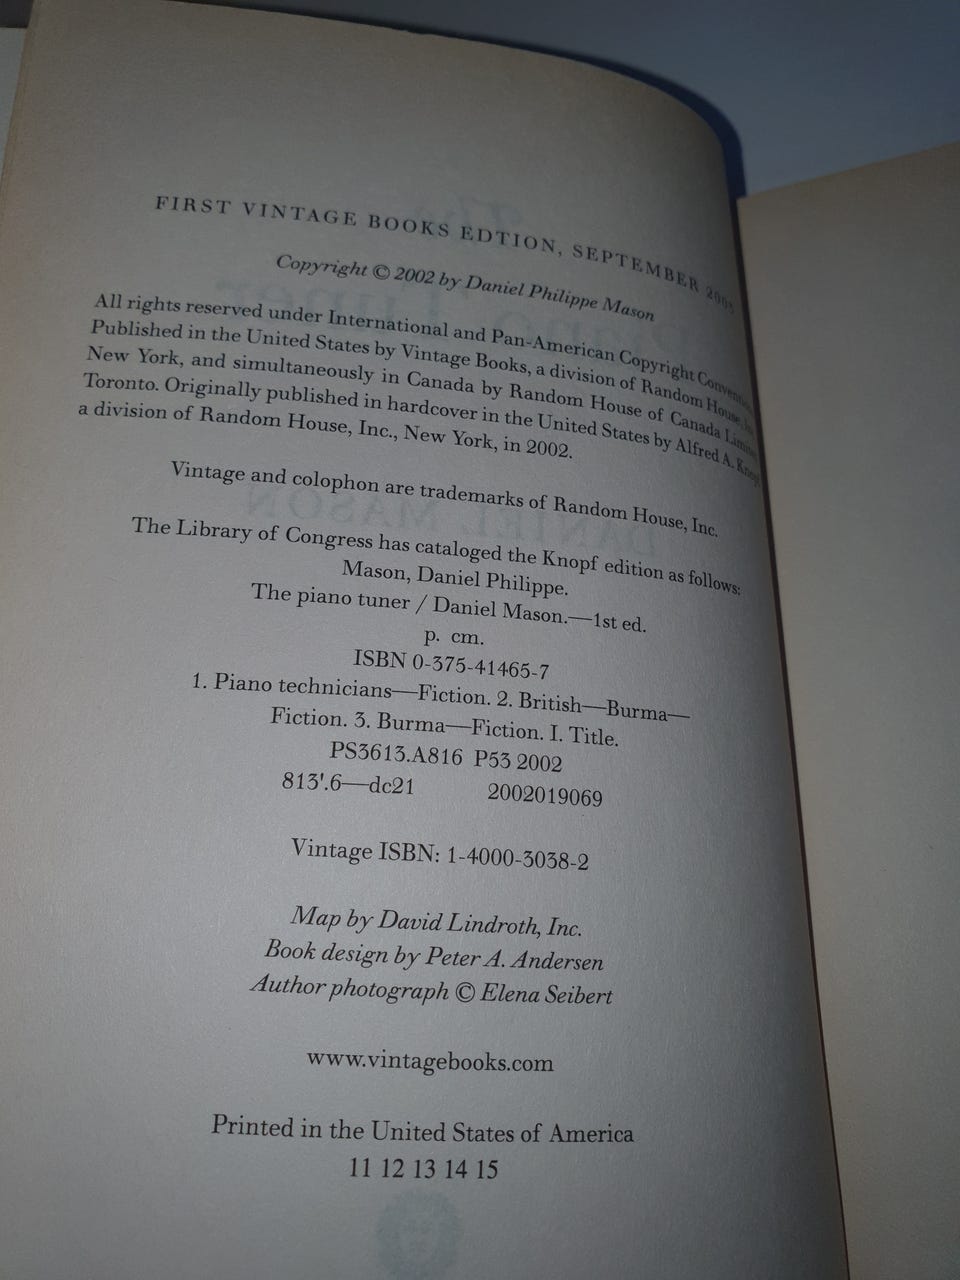 FIRST VINTAGE BOOKS EDTION, SEPTEMBER 2003
Copyright © 2002 by Daniel Philippe Mason
All rights reserved under International and Pan-American Copyright
Published in the United States by Vintage Books, a division of Random House,
New York, and simultaneously in Canada by Random House of Canada
Toronto. Originally published in hardcover in the United States by Alfred A. Knopf
a division of Random House, Inc., New York, in 2002.
Vintage and colophon are trademarks of Random House, Inc.
The Library of Congress has cataloged the Knopf edition as follows:
Mason, Daniel Philippe.
The piano tuner / Daniel Mason.—1st ed.
p. cm.
ISBN 0-375-41465-7
1. Piano technicians—Fiction. 2. British—Burma—
Fiction. 3. Burma—Fiction. I. Title.
PS3613.A816 P53 2002
813'.6—dc21 2002019069
Vintage ISBN: 1-4000-3038-2
Map by David Lindroth, Inc.
Book design by Peter A. Andersen
Author photograph © Elena Seibert
www.vintagebooks.com
Printed in the United States of America
11 12 13 14 15